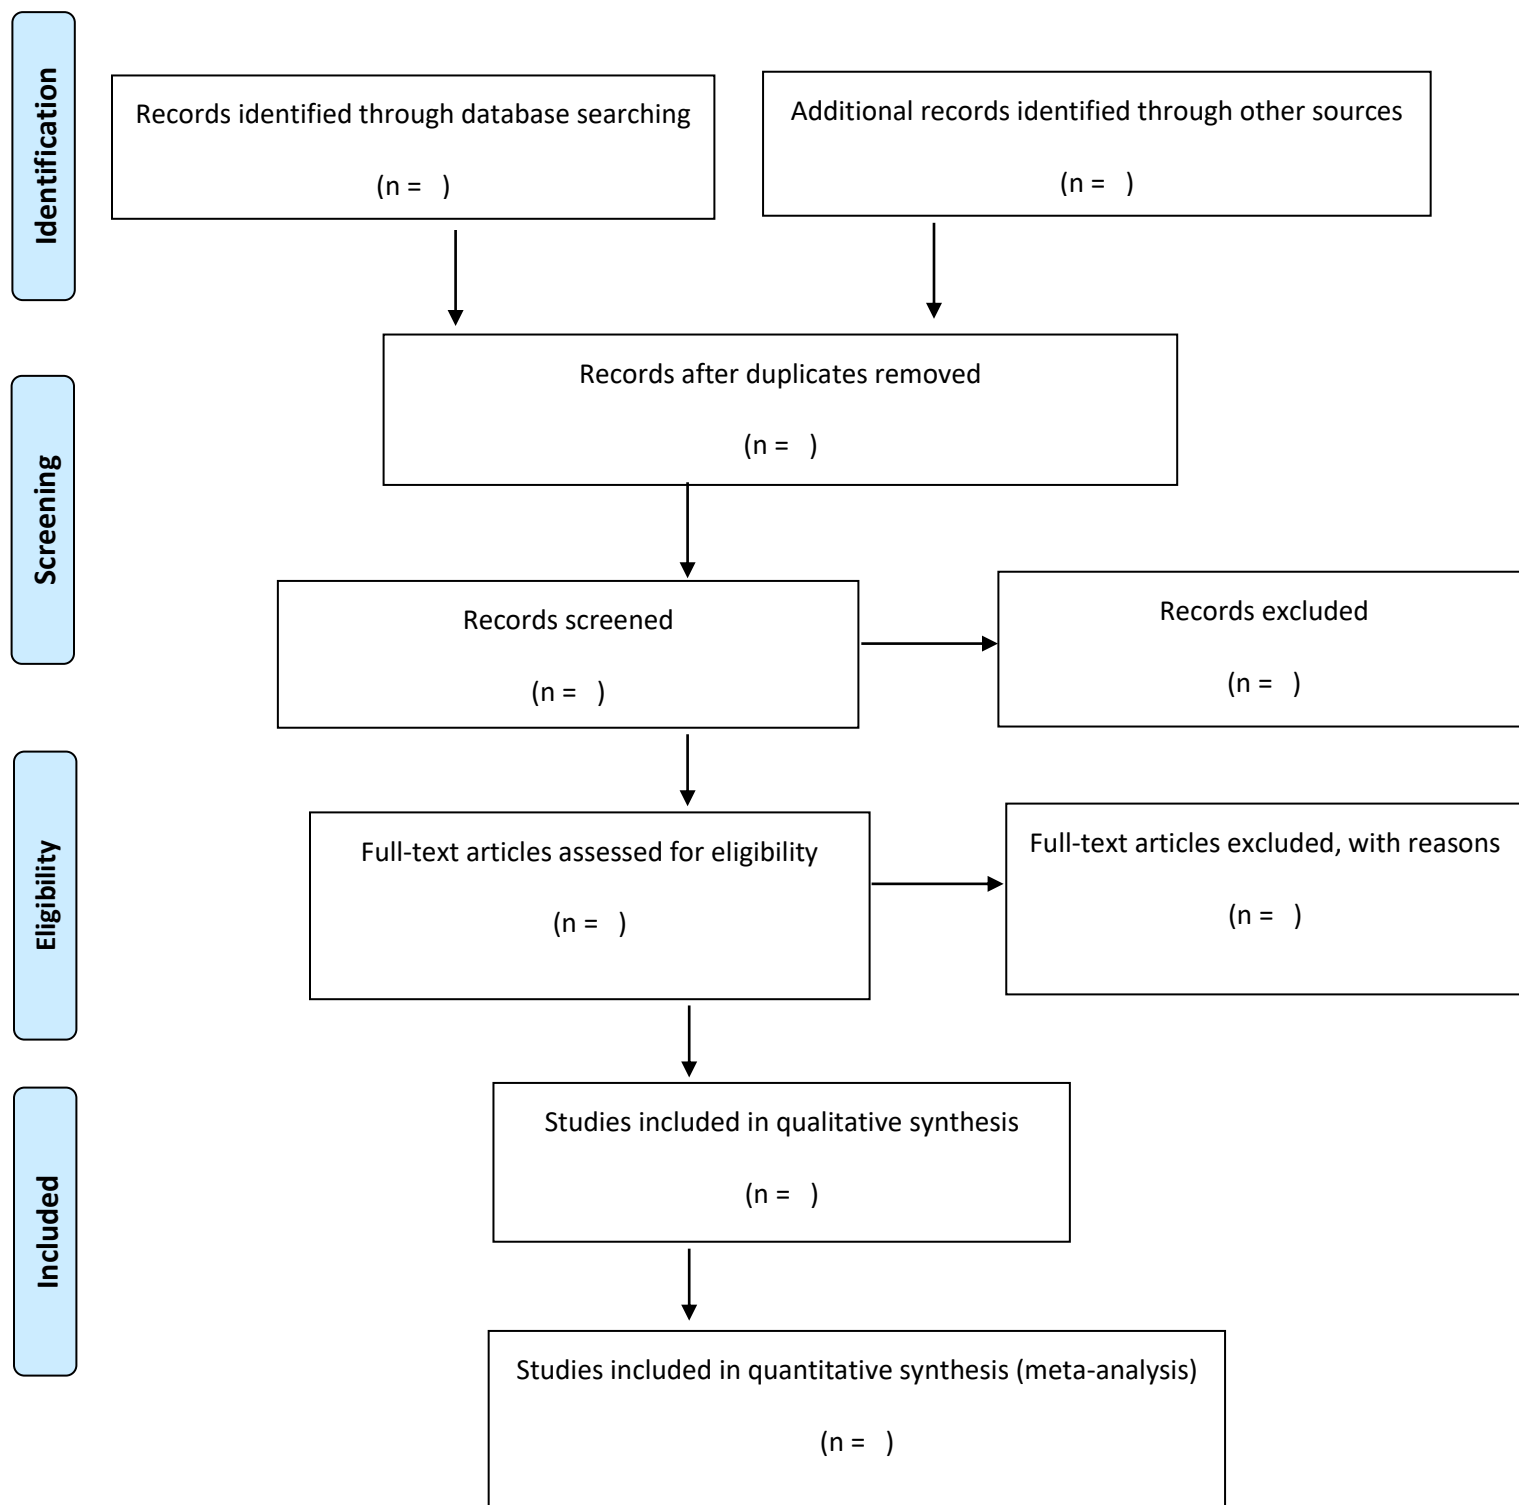 Identification
Records identified through database searching
(n =   )
Additional records identified through other sources
(n =   )
Records after duplicates removed
(n =   )
Screening
Records screened
(n =   )
Records excluded
(n =   )
Eligibility
Full-text articles assessed for eligibility
(n =   )
Full-text articles excluded, with reasons
(n =   )
Included
Studies included in qualitative synthesis
(n =   )
Studies included in quantitative synthesis (meta-analysis)
(n =   )